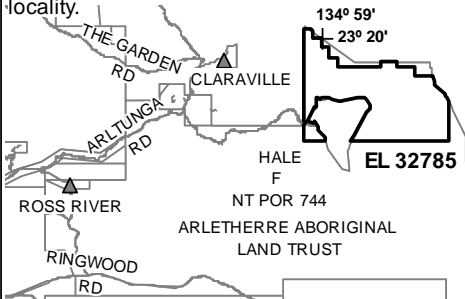 locality.
134º 59'
23º 20'
THE GARDEN
RD
CLARAVILLE
ARLTUNGA
RD
HALE
F
EL 32785
NT POR 744
ROSS RIVER
ARLETHERRE ABORIGINAL
LAND TRUST
RINGWOOD
RD